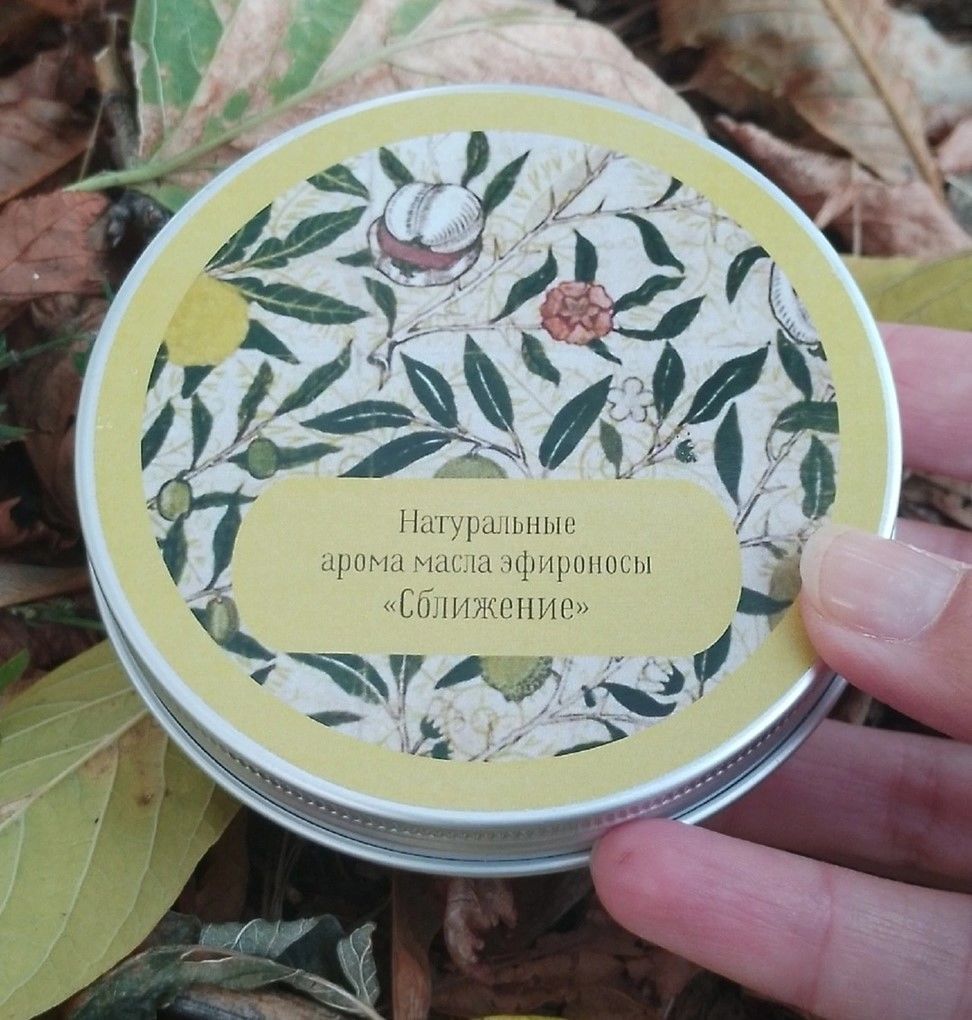 Натуральные
арома масла эфироносы
«Сближение»